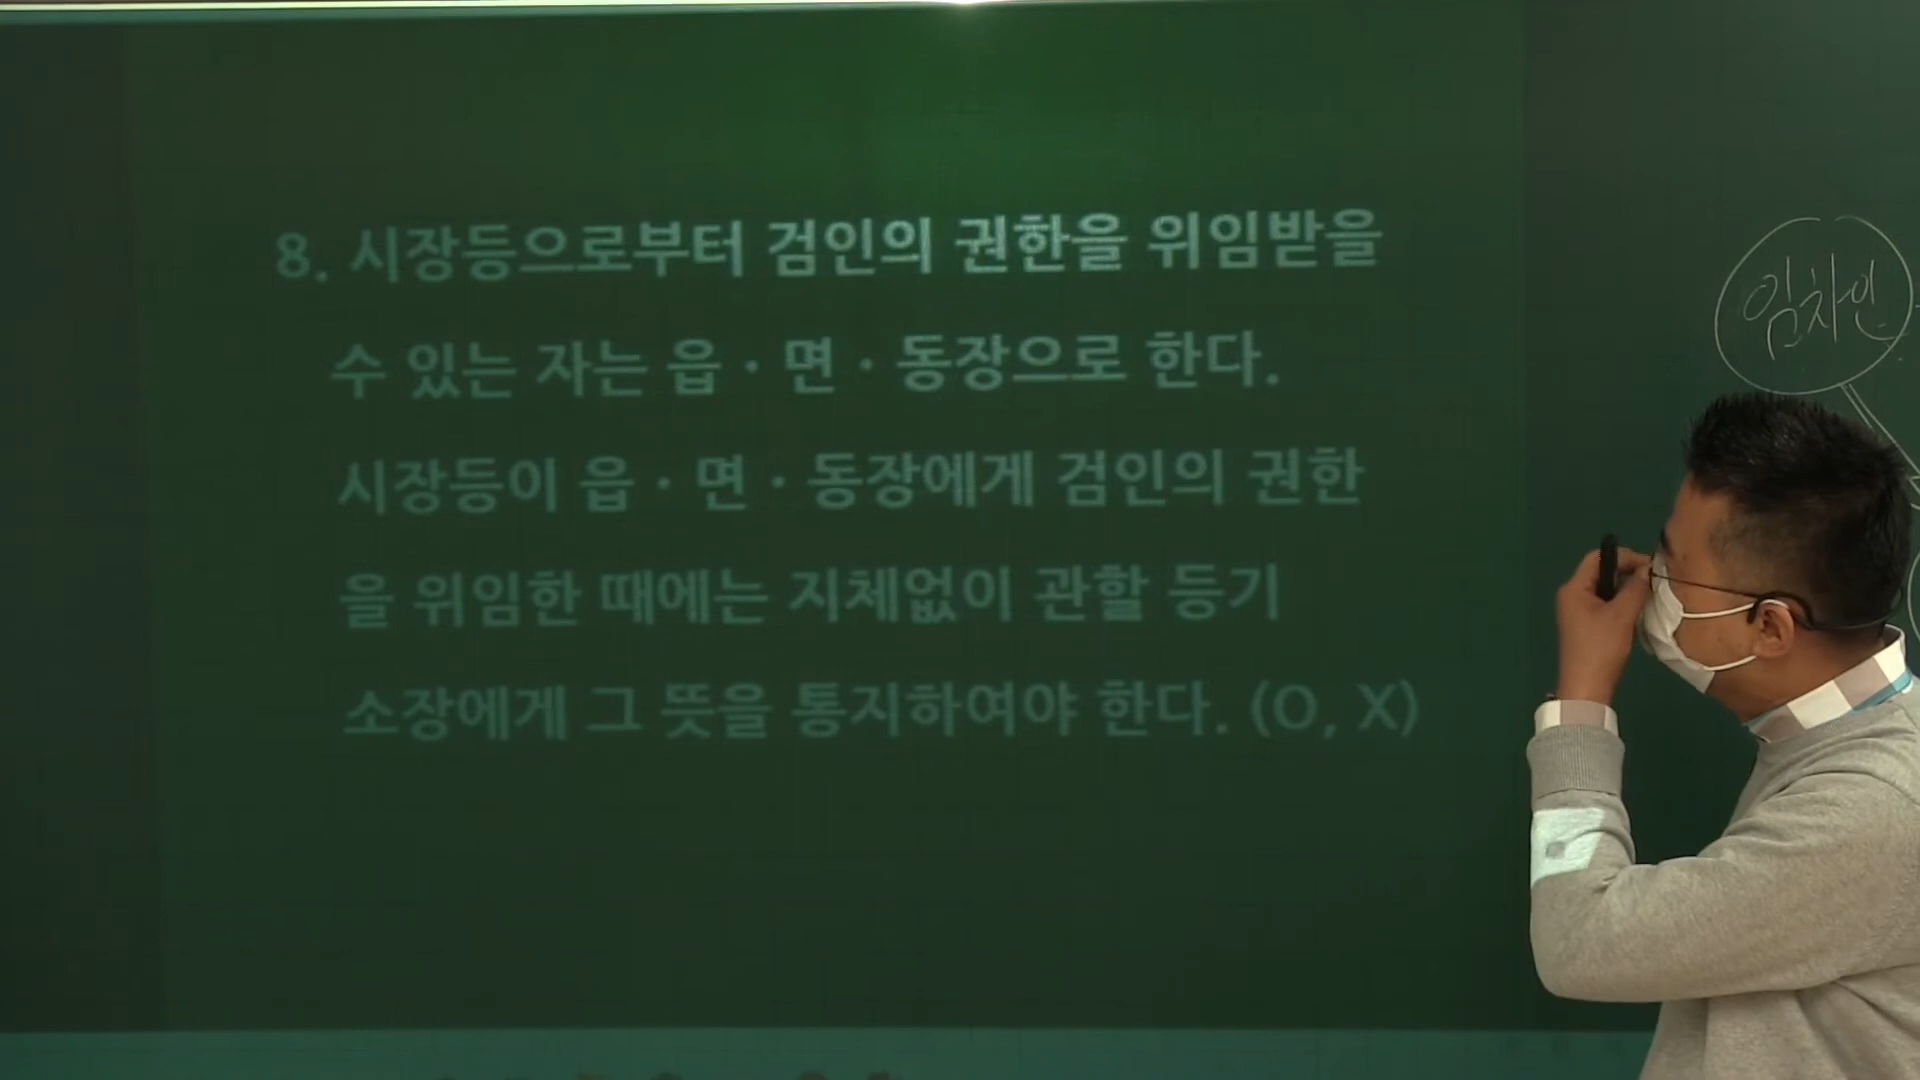 8. 시장등으로부터 검인의 권한을 위임받을
수 있는 자는 읍·면·동장으로 한다.
시장등이 읍·면·동장에게 검인의 권한
을 위임한 때에는 지체없이 관할 등기
소장에게 그 뜻을 통지하여야 한다. (O, X)
임차인